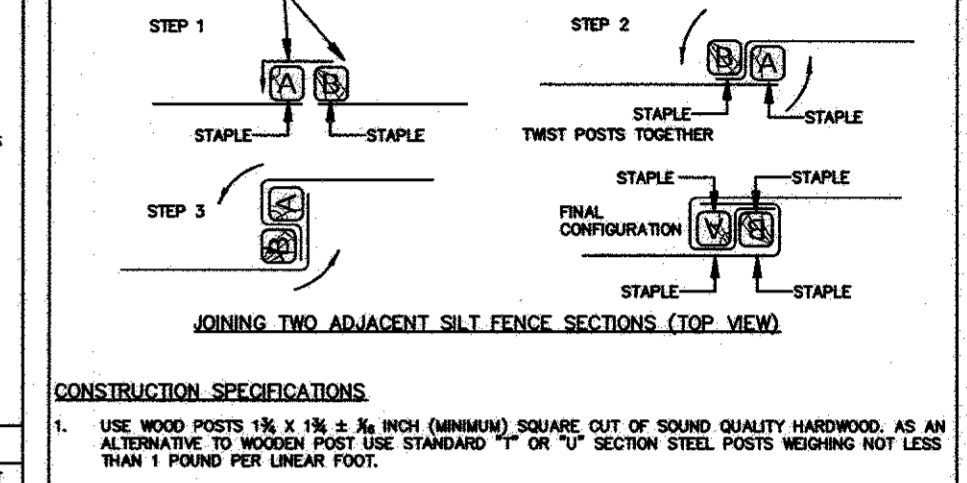 STEP 1
STEP 2
A B
B A
STAPLE STAPLE
STAPLE STAPLE
TWIST POSTS TOGETHER
STEP 3
A
B
STAPLE STAPLE
FINAL
CONFIGURATION
A B
STAPLE STAPLE
JOINING TWO ADJACENT SILT FENCE SECTIONS (TOP VIEW)
CONSTRUCTION SPECIFICATIONS
1. USE WOOD POSTS 1¾ X 1¾ ± 1/16 INCH (MINIMUM) SQUARE CUT OF SOUND QUALITY HARDWOOD. AS AN
ALTERNATIVE TO WOODEN POST USE STANDARD "T" OR "U" SECTION STEEL POSTS WEIGHING NOT LESS
THAN 1 POUND PER LINEAR FOOT.